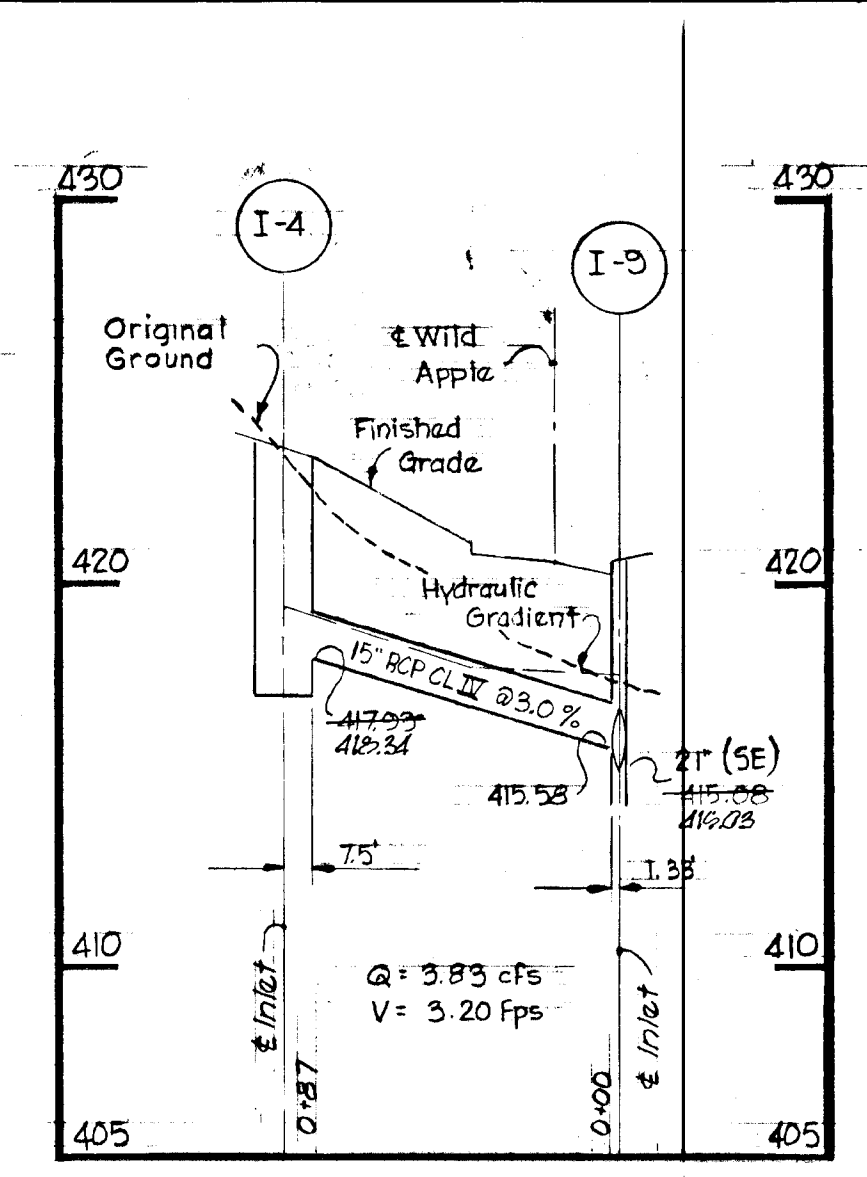 430
430
I-4
I-9
Original
Ground
℄ Wild
Apple
Finished
Grade
420
420
Hydraulic
Gradient
15" RCP CL IV @ 3.0 %
417.93
418.34
21" (SE)
415.58
415.08
415.03
7.5'
1.33'
410
410
Q = 3.83 cfs
V = 3.20 Fps
℄ Inlet
℄ Inlet
0+87
0+00
405
405